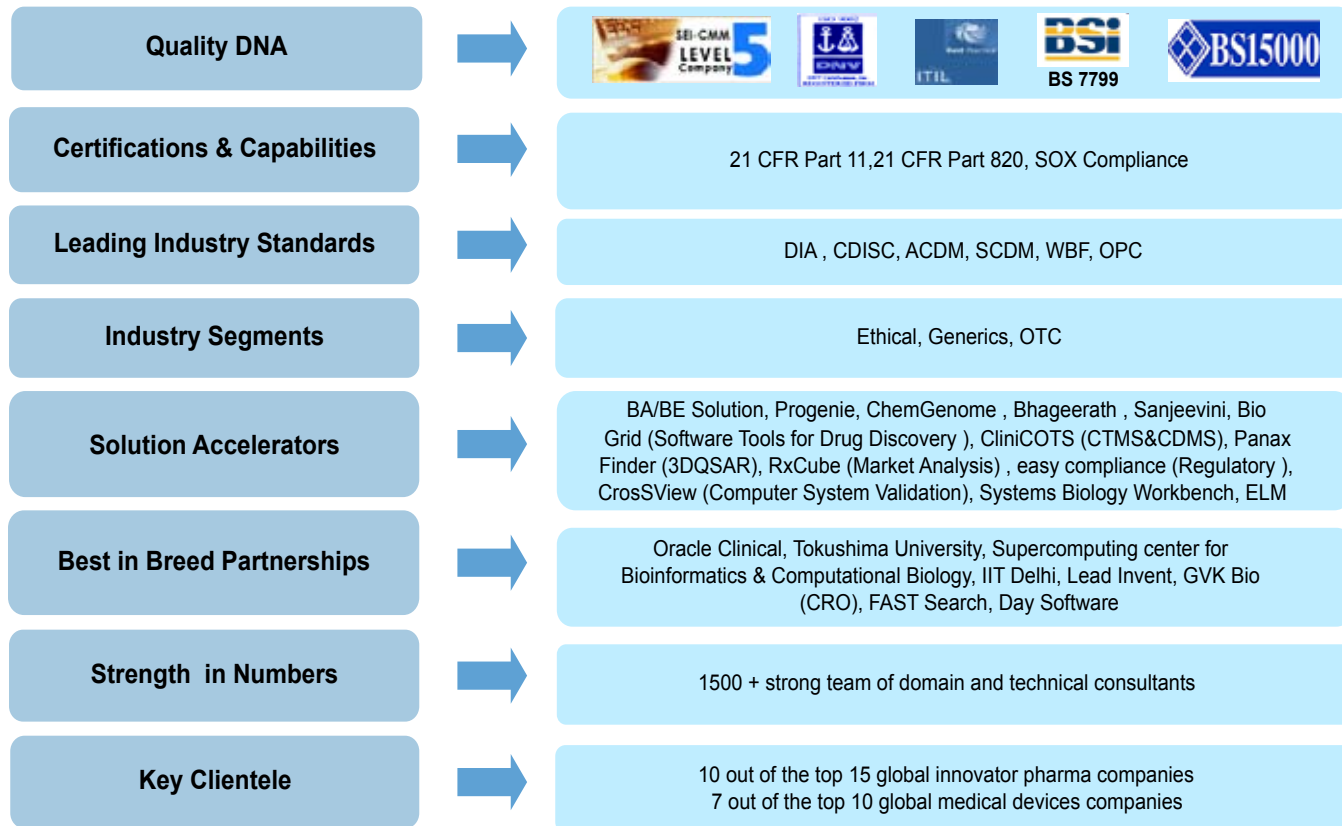 Quality DNA
SEI-CMM
LEVEL 5
Company
DNV
ITIL
BSi
BS 7799
BS15000
Certifications & Capabilities
21 CFR Part 11,21 CFR Part 820, SOX Compliance
Leading Industry Standards
DIA , CDISC, ACDM, SCDM, WBF, OPC
Industry Segments
Ethical, Generics, OTC
Solution Accelerators
BA/BE Solution, Progenie, ChemGenome , Bhageerath , Sanjeevini, Bio
Grid (Software Tools for Drug Discovery ), CliniCOTS (CTMS&CDMS), Panax
Finder (3DQSAR), RxCube (Market Analysis) , easy compliance (Regulatory ),
CrosSView (Computer System Validation), Systems Biology Workbench, ELM
Best in Breed Partnerships
Oracle Clinical, Tokushima University, Supercomputing center for
Bioinformatics & Computational Biology, IIT Delhi, Lead Invent, GVK Bio
(CRO), FAST Search, Day Software
Strength in Numbers
1500 + strong team of domain and technical consultants
Key Clientele
10 out of the top 15 global innovator pharma companies
7 out of the top 10 global medical devices companies